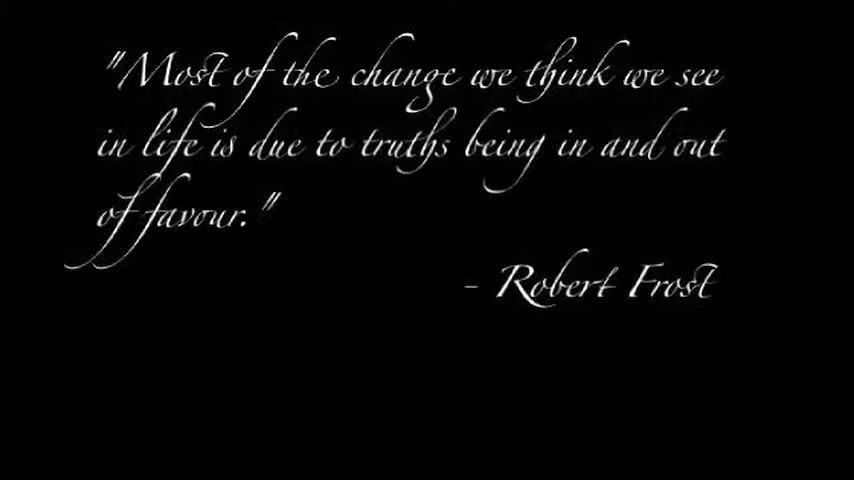 "Most of the change we think we see
in life is due to truths being in and out
of favour."
- Robert Frost